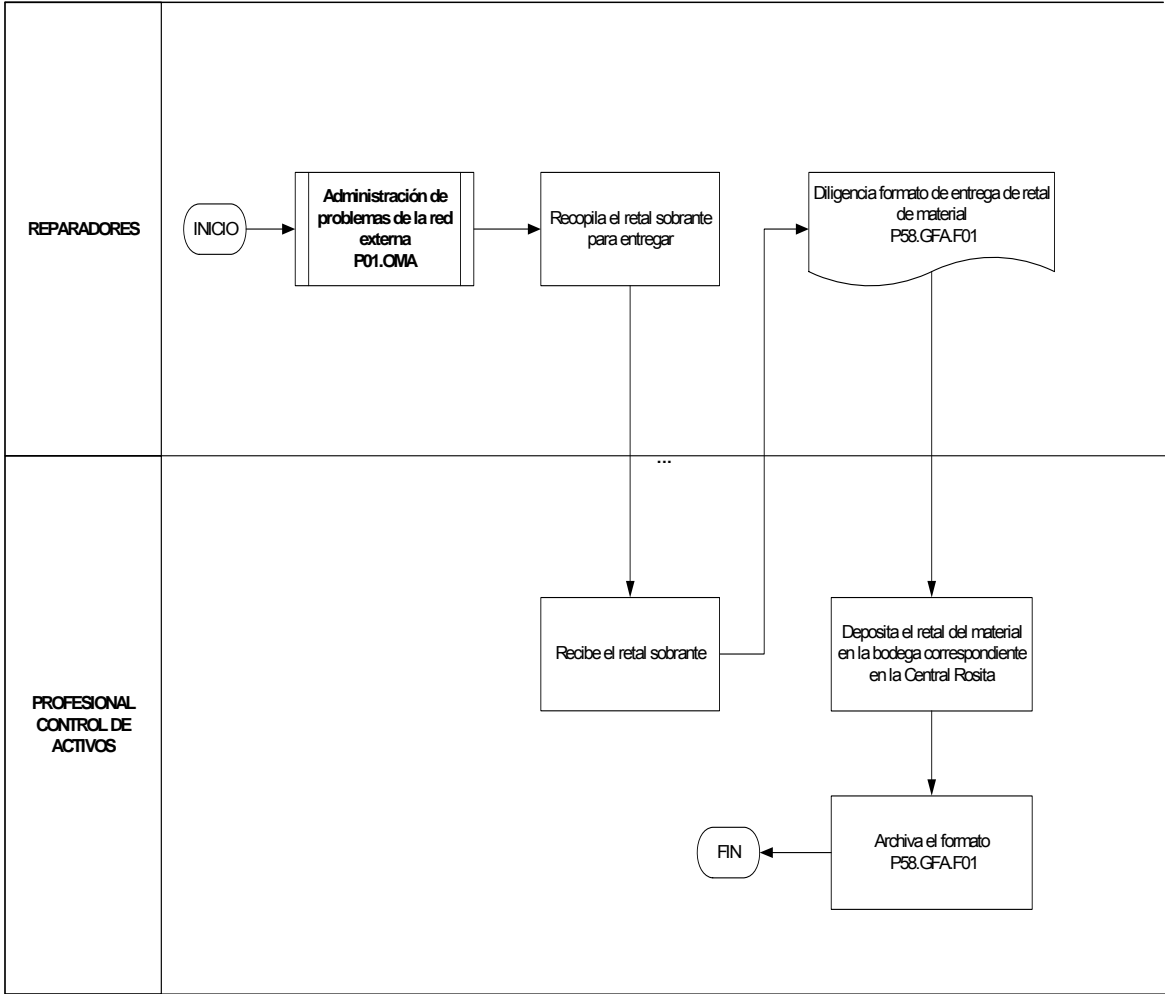 REPARADORES
INICIO
Administración de
problemas de la red
externa
P01.OMA
Recopila el retal sobrante
para entregar
Diligencia formato de entrega de retal
de material
P58.GFA.F01
...
PROFESIONAL
CONTROL DE
ACTIVOS
Recibe el retal sobrante
Deposita el retal del material
en la bodega correspondiente
en la Central Rosita
Archiva el formato
P58.GFA.F01
FIN